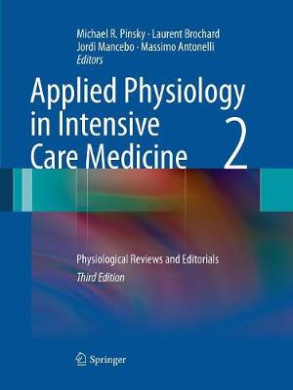 Michael R. Pinsky · Laurent Brochard
Jordi Mancebo · Massimo Antonelli
Editors
Applied Physiology
in Intensive
Care Medicine 2
Physiological Reviews and Editorials
Third Edition
Springer